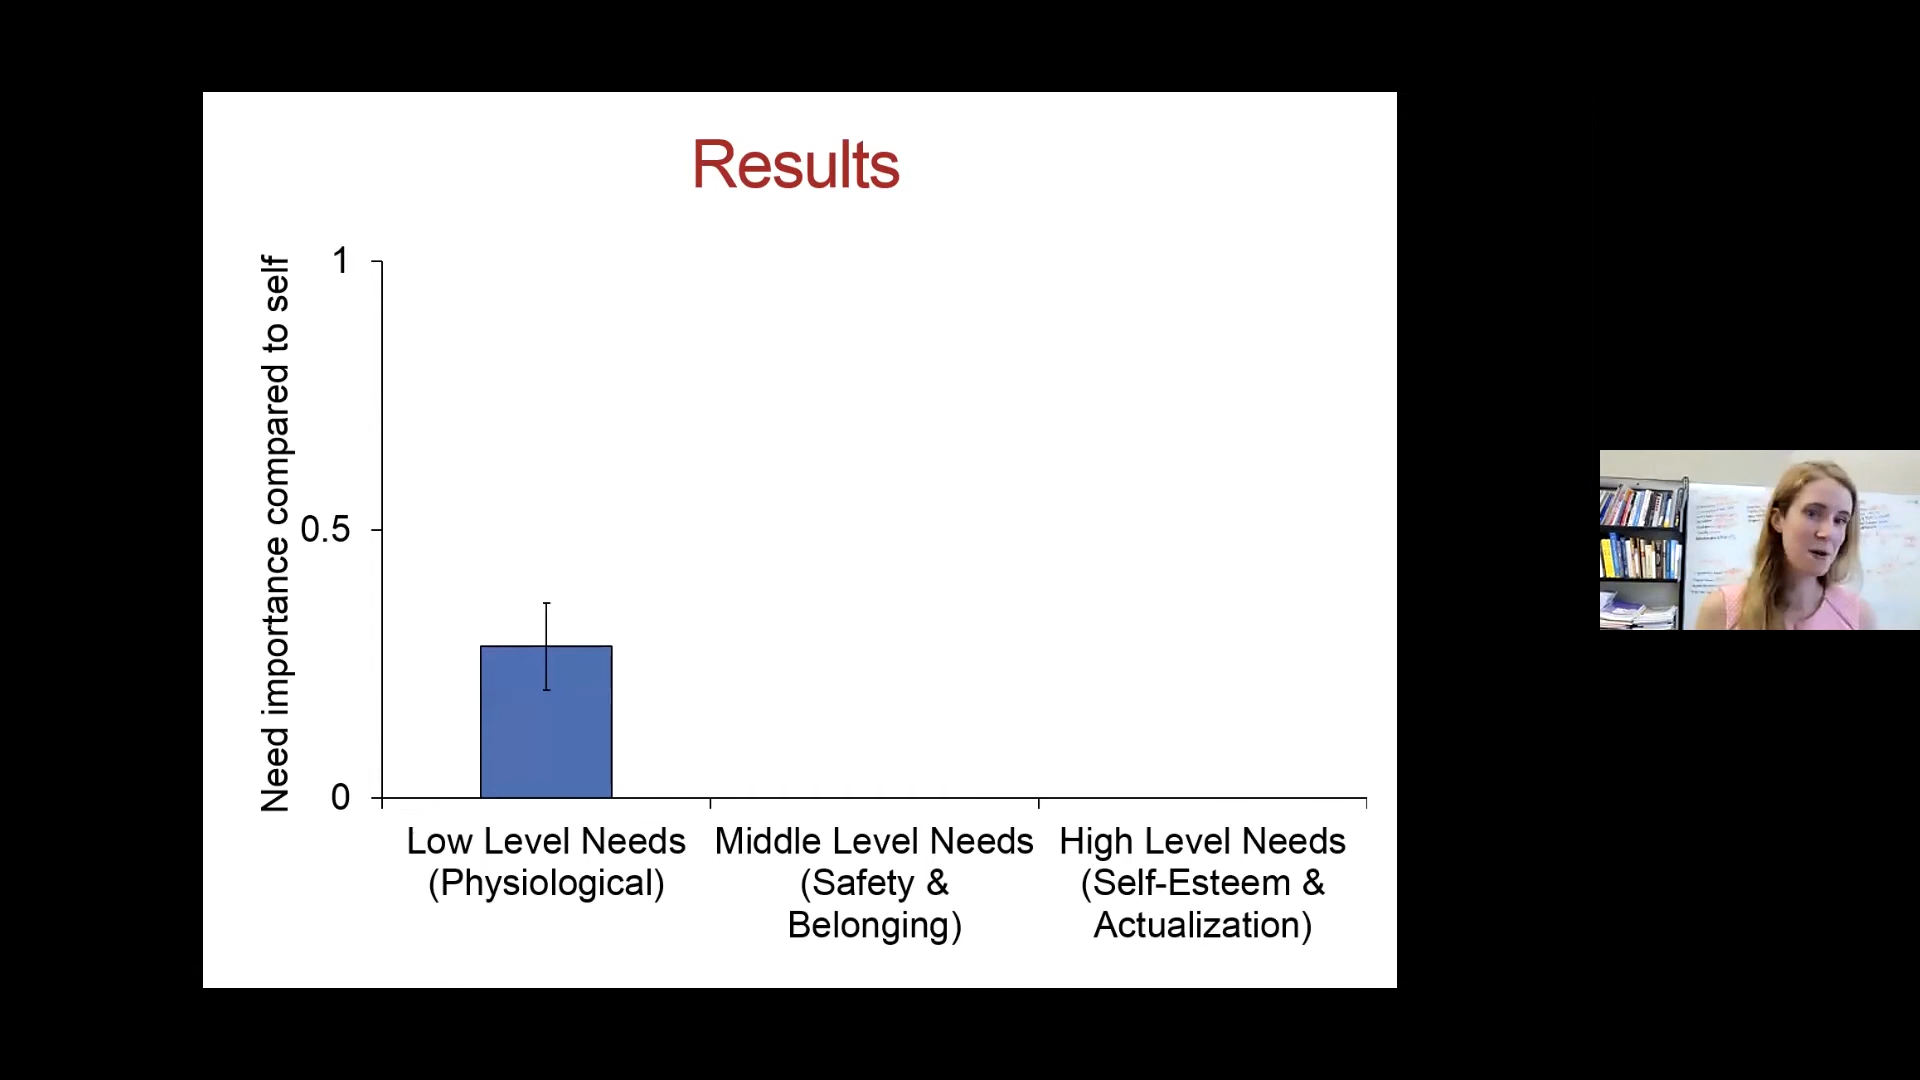 Results
Need importance compared to self
1
0.5
0
Low Level Needs
(Physiological)
Middle Level Needs
(Safety &
Belonging)
High Level Needs
(Self-Esteem &
Actualization)